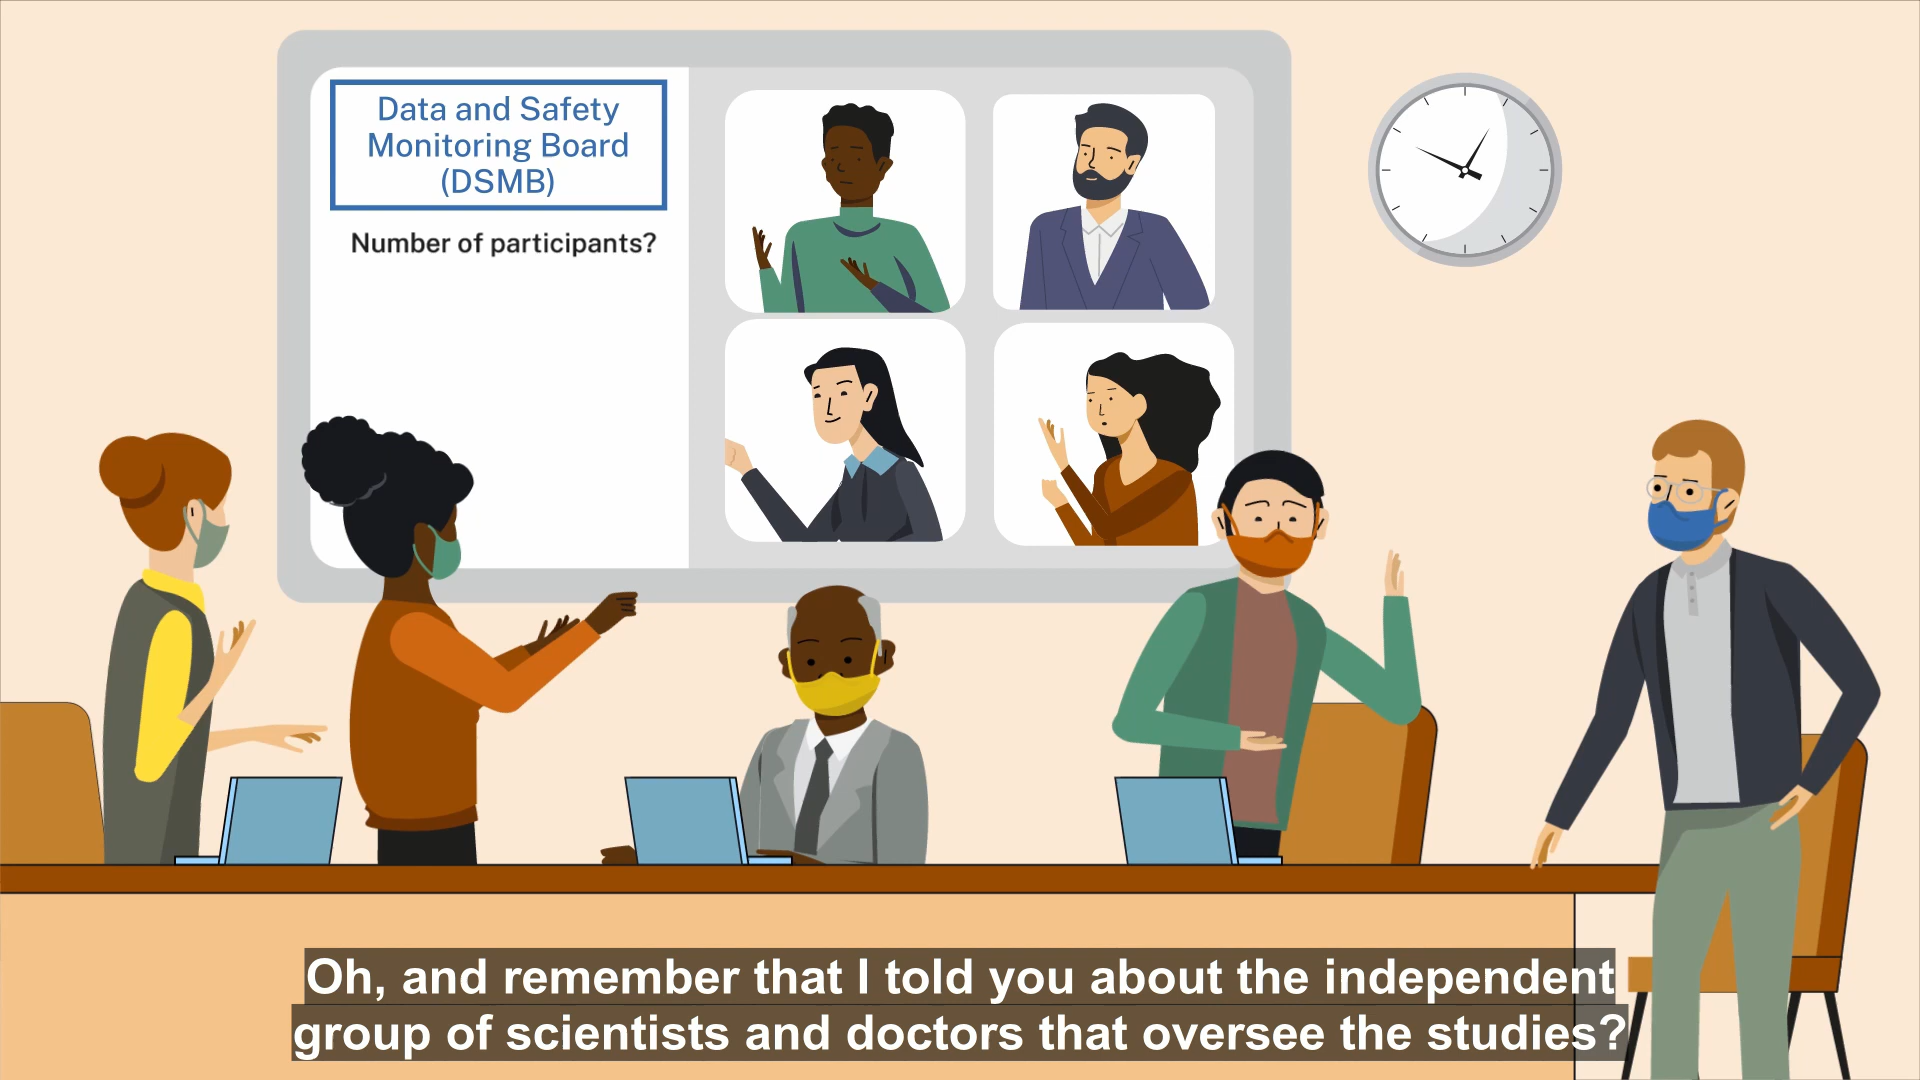 Data and Safety
Monitoring Board
(DSMB)
Number of participants?
Oh, and remember that I told you about the independent
group of scientists and doctors that oversee the studies?